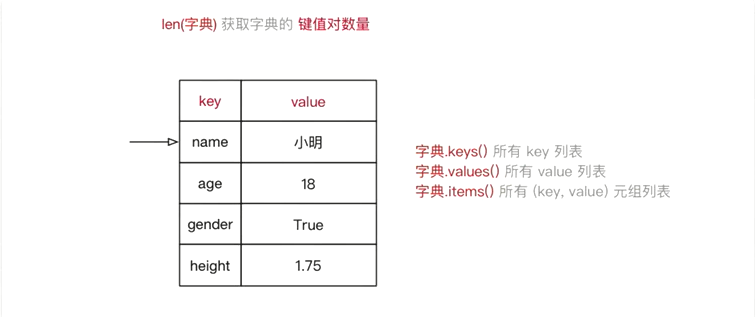 len(字典) 获取字典的 键值对数量
key value
name 小明
age 18
gender True
height 1.75
字典.keys() 所有 key 列表
字典.values() 所有 value 列表
字典.items() 所有 (key, value) 元组列表